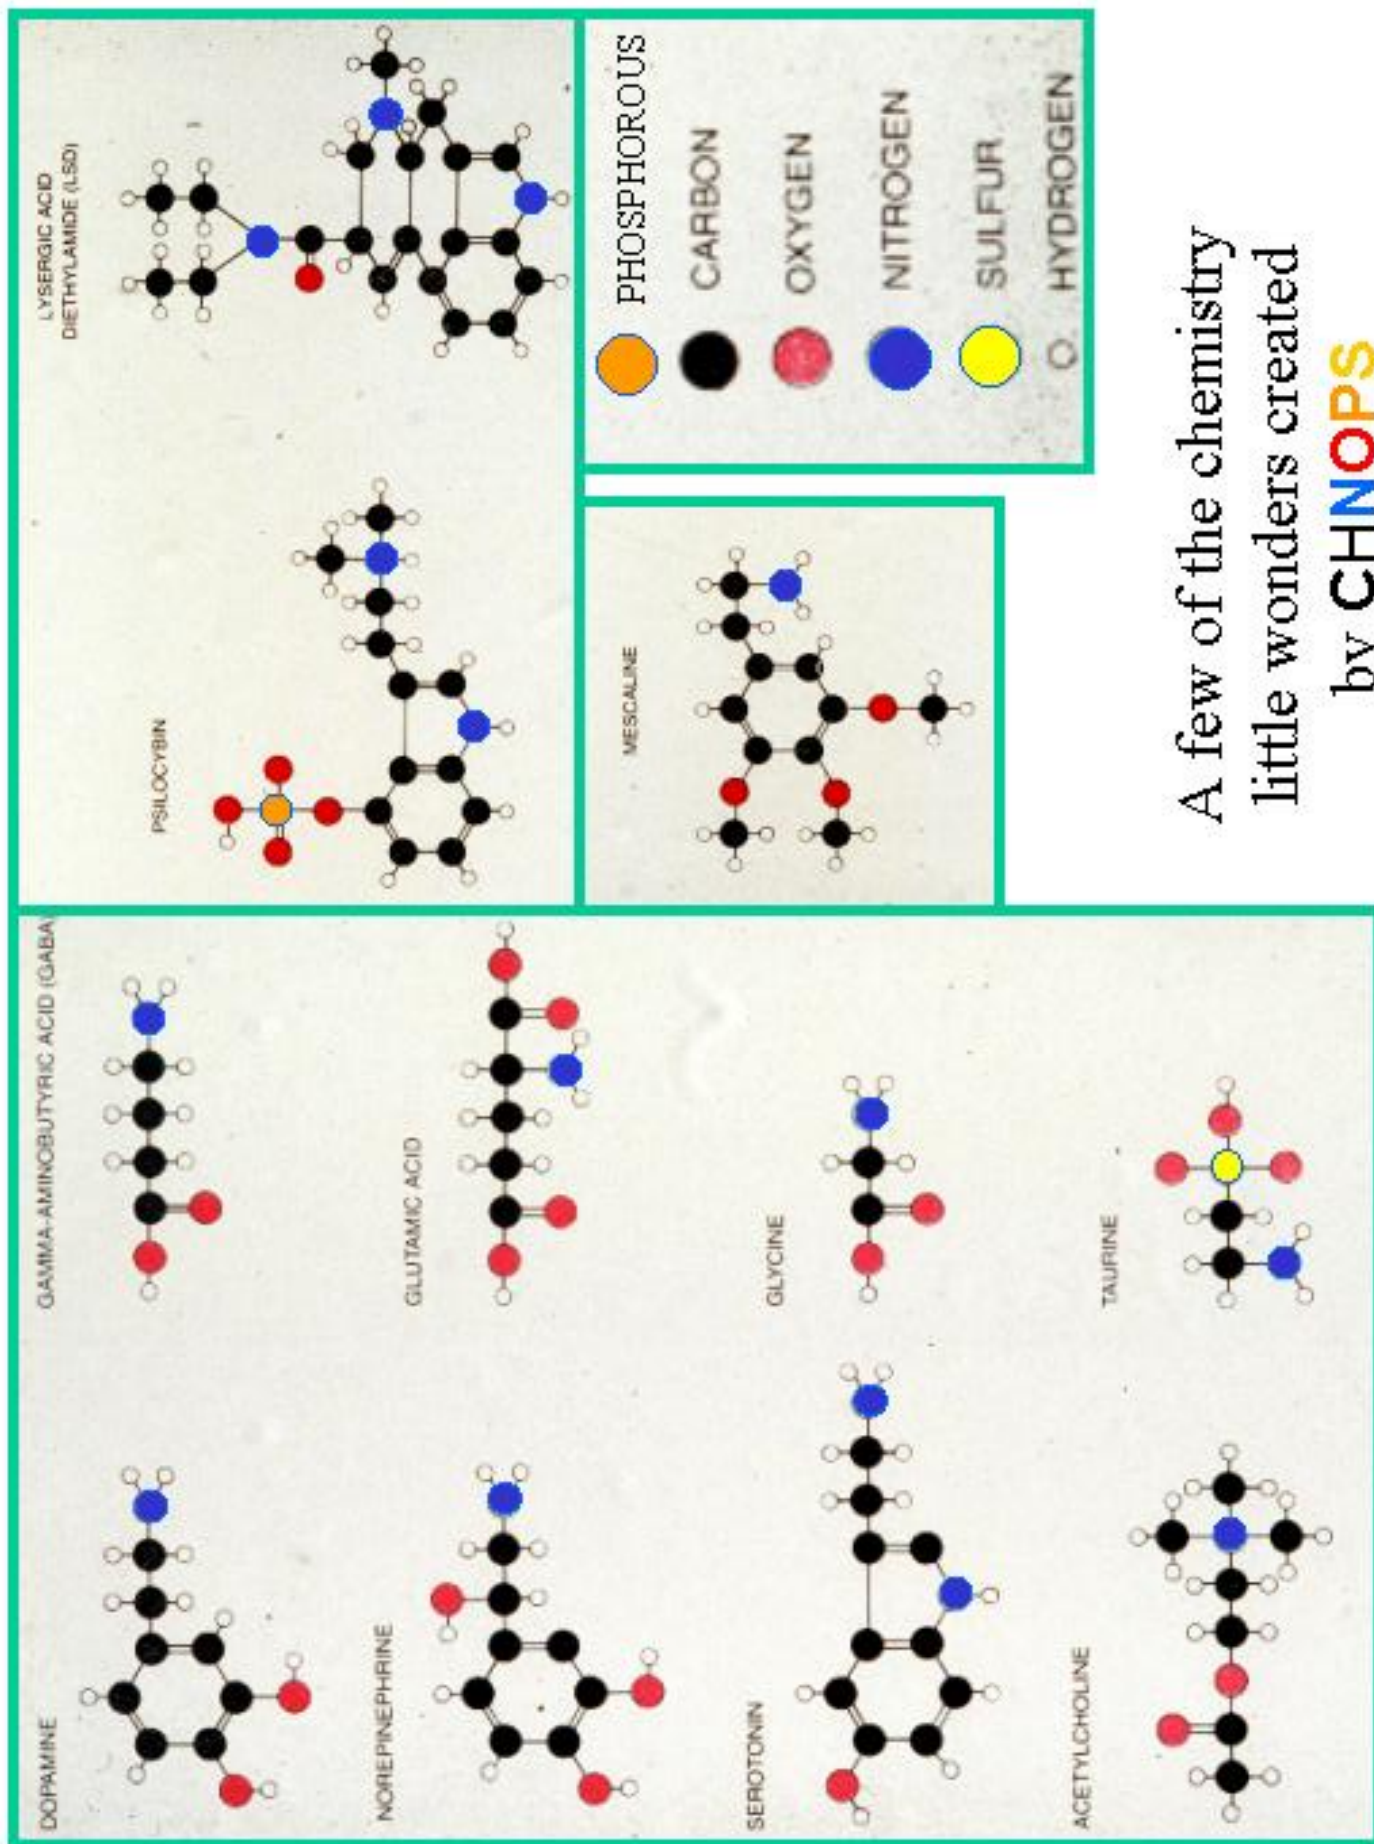 DOPAMINE
GAMMA-AMINOBUTYRIC ACID (GABA)
NOREPINEPHRINE
GLUTAMIC ACID
SEROTONIN
GLYCINE
ACETYLCHOLINE
TAURINE
PSILOCYBIN
LYSERGIC ACID
DIETHYLAMIDE (LSD)
MESCALINE
PHOSPHOROUS
CARBON
OXYGEN
NITROGEN
SULFUR
HYDROGEN
A few of the chemistry
little wonders created
by CHNOPS